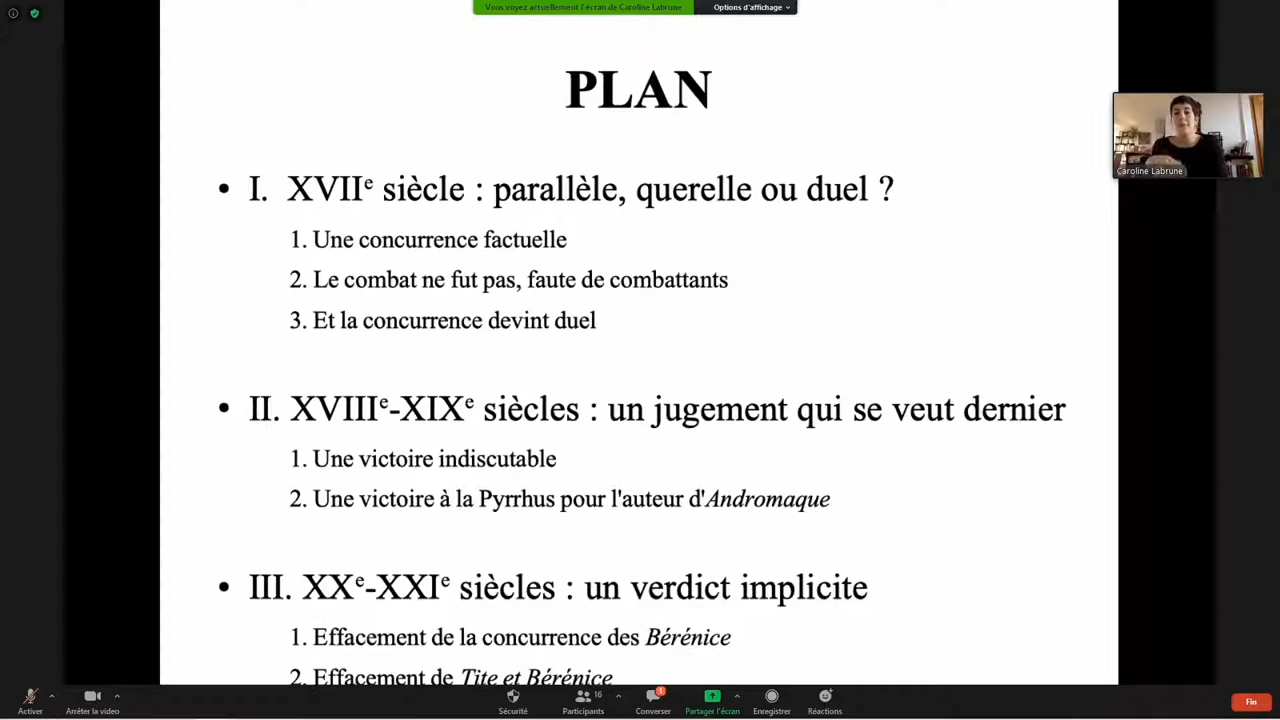 Vous voyez actuellement l'écran de Caroline Labrune Options d'affichage
PLAN
Caroline Labrune
• I. XVIIe siècle : parallèle, querelle ou duel ?
1. Une concurrence factuelle
2. Le combat ne fut pas, faute de combattants
3. Et la concurrence devint duel
• II. XVIIIe-XIXe siècles : un jugement qui se veut dernier
1. Une victoire indiscutable
2. Une victoire à la Pyrrhus pour l'auteur d'Andromaque
• III. XXe-XXIe siècles : un verdict implicite
1. Effacement de la concurrence des Bérénice
2. Effacement de Tite et Bérénice
16 1
Activer Arrêter la vidéo Sécurité Participants Converser Partager l'écran Enregistrer Réactions Fin